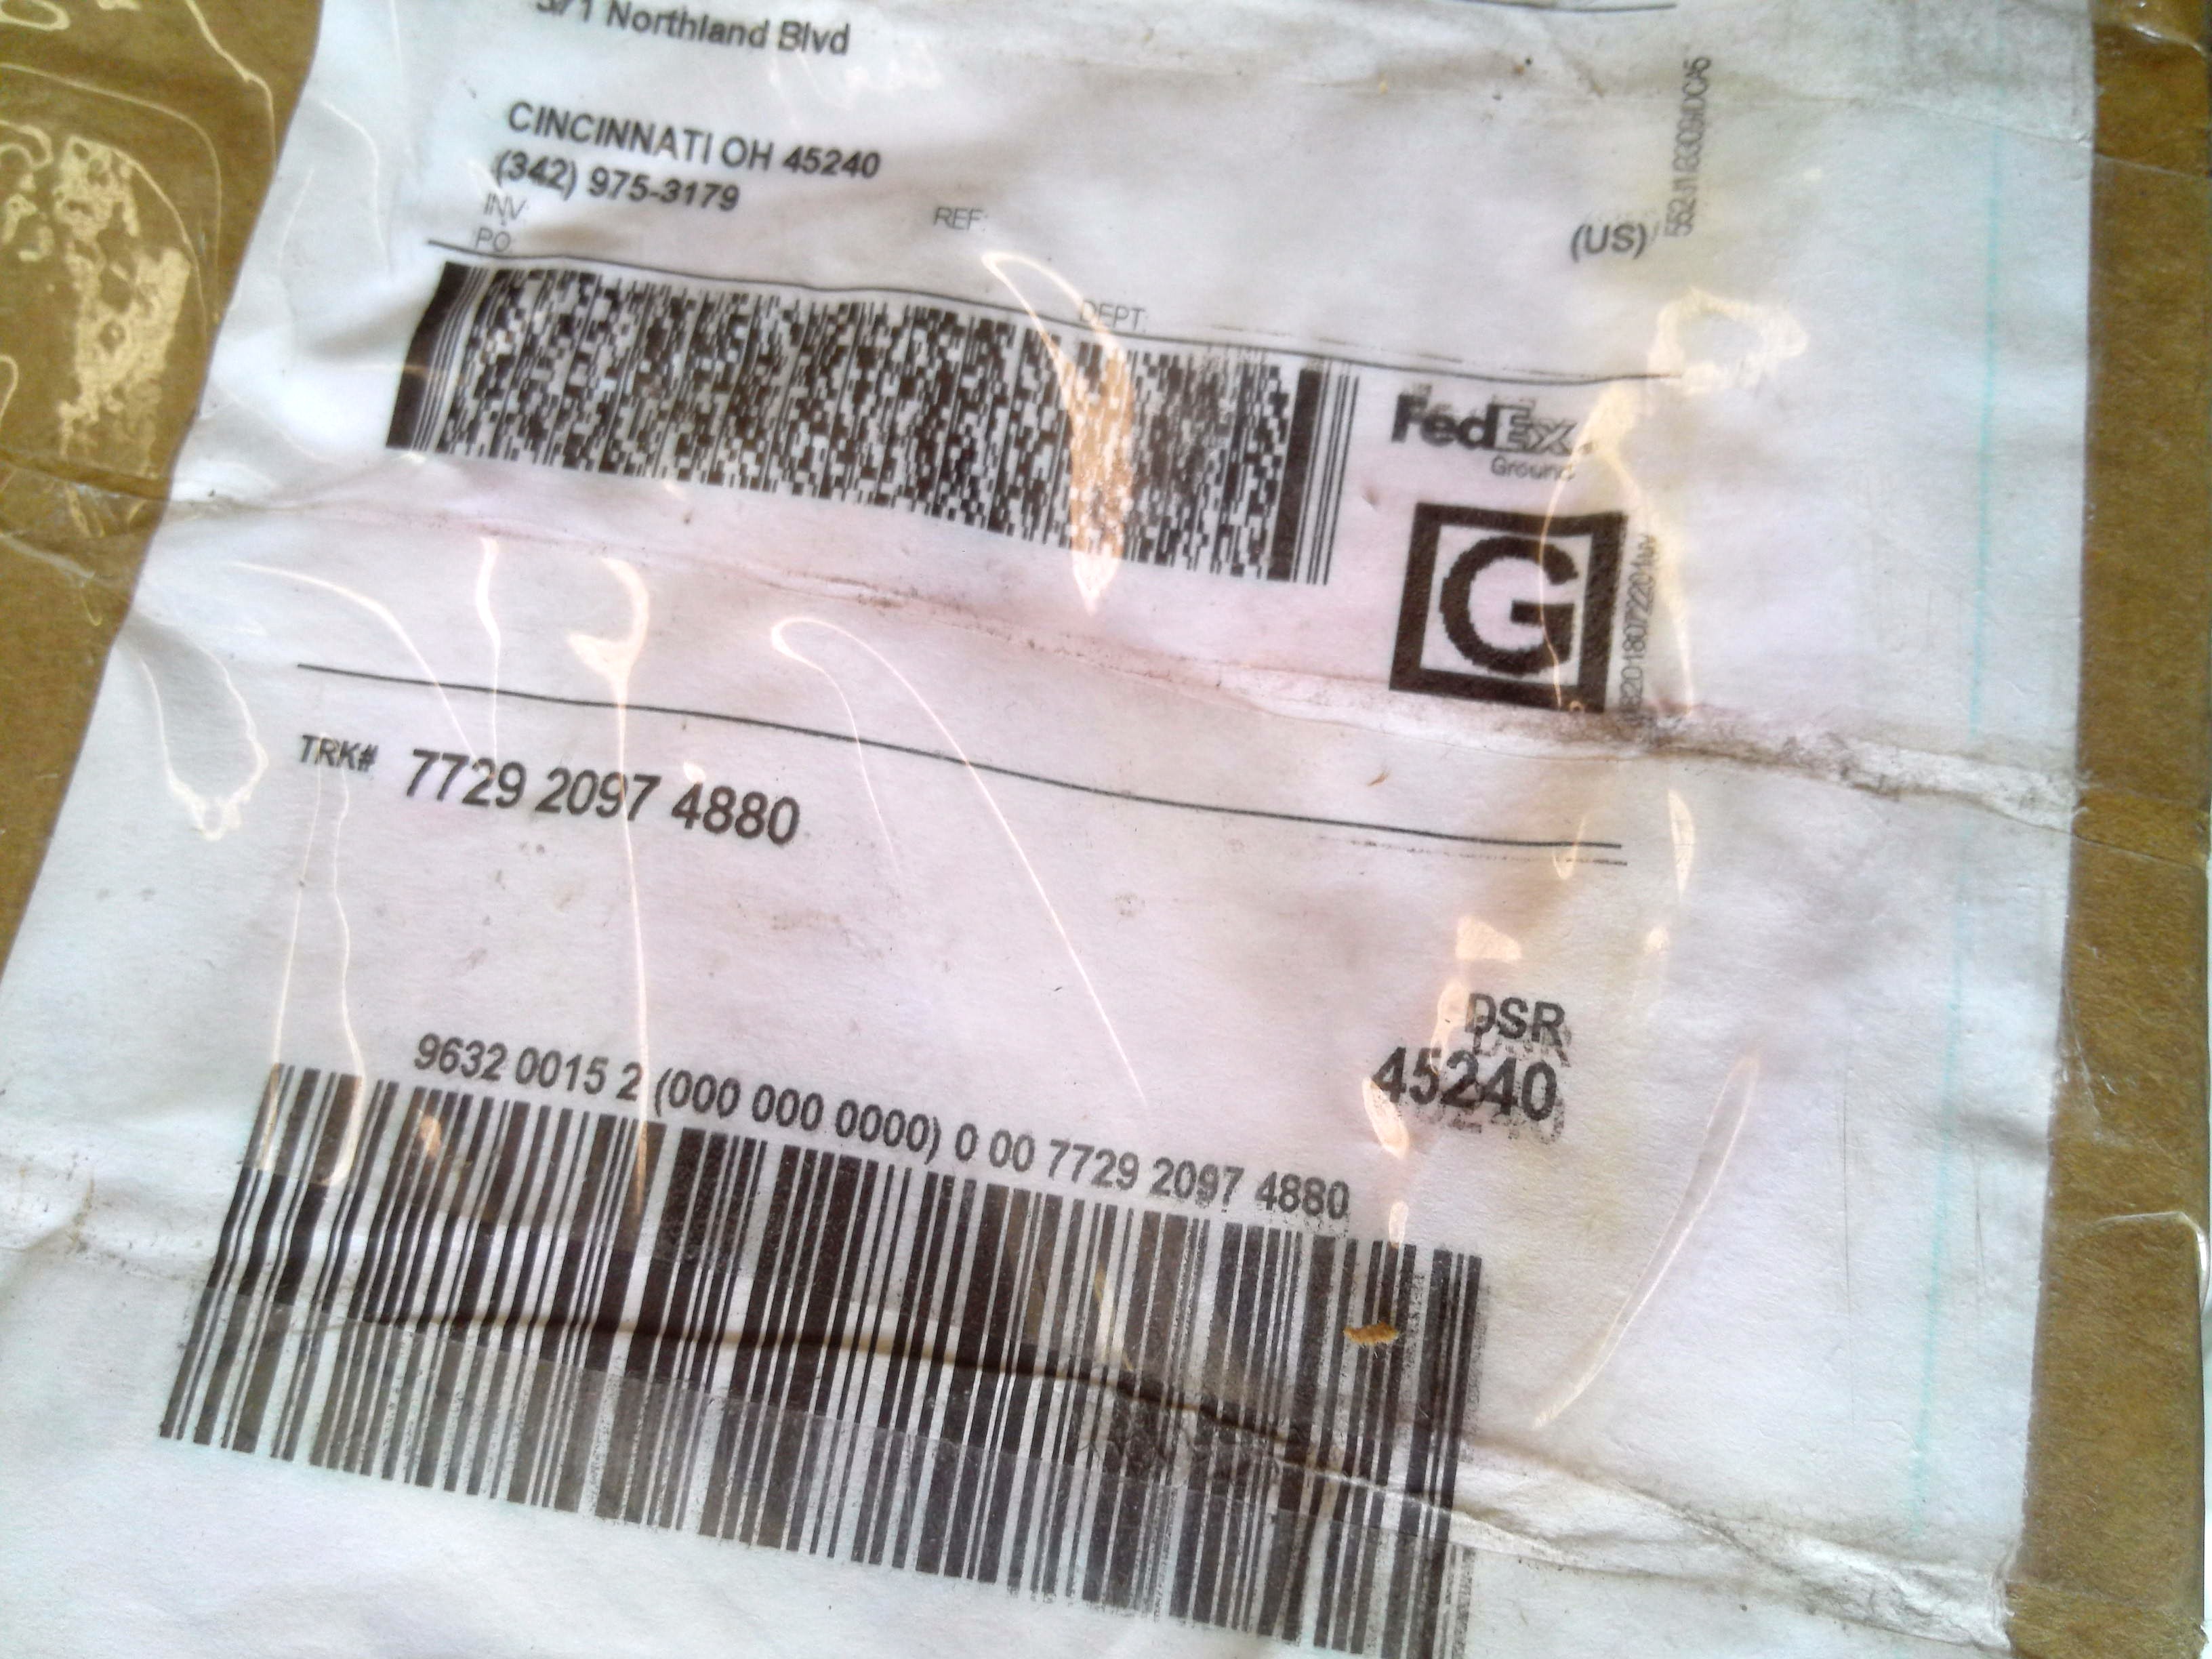 371 Northland Blvd
CINCINNATI OH 45240
(342) 975-3179
INV:
REF:
PO:
DEPT:
(US)
FedEx
Ground
G
TRK# 7729 2097 4880
DSR
45240
9632 0015 2 (000 000 0000) 0 00 7729 2097 4880